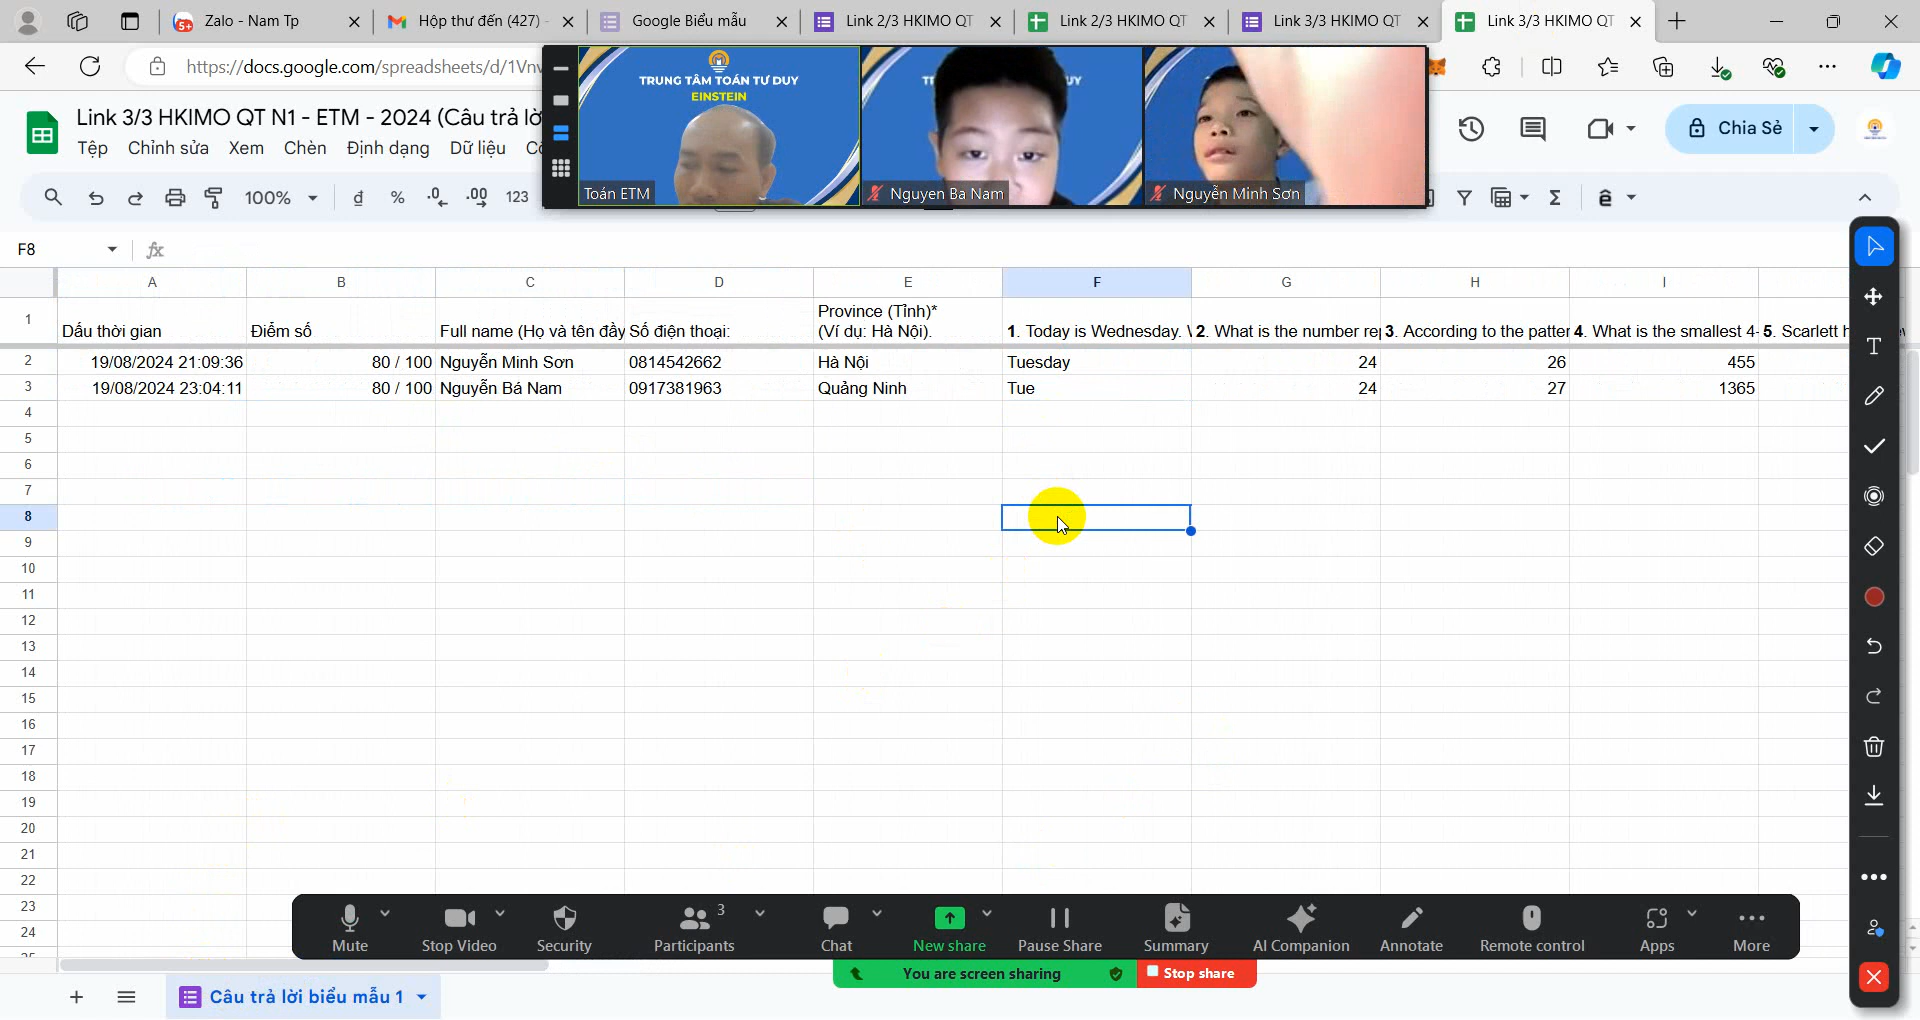 Zalo - Nam Tp
Hộp thư đến (427) -
Google Biểu mẫu
Link 2/3 HKIMO QT
Link 2/3 HKIMO QT
Link 3/3 HKIMO QT
Link 3/3 HKIMO QT
https://docs.google.com/spreadsheets/d/1Vnv
TRUNG TÂM TOÁN TƯ DUY
EINSTEIN
Toán ETM
Nguyen Ba Nam
Nguyễn Minh Sơn
Link 3/3 HKIMO QT N1 - ETM - 2024 (Câu trả lờ
Tệp Chỉnh sửa Xem Chèn Định dạng Dữ liệu
Chia Sẻ
100% đ % .0 .00 123
F8
A B C D E F G H I
1 Dấu thời gian Điểm số Full name (Họ và tên đầy Số điện thoại: Province (Tỉnh)*
(Ví dụ: Hà Nội). 1. Today is Wednesday. 2. What is the number rep 3. According to the patter 4. What is the smallest 4- 5. Scarlett h
2 19/08/2024 21:09:36 80 / 100 Nguyễn Minh Sơn 0814542662 Hà Nội Tuesday 24 26 455
3 19/08/2024 23:04:11 80 / 100 Nguyễn Bá Nam 0917381963 Quảng Ninh Tue 24 27 1365
4
5
6
7
8
9
10
11
12
13
14
15
16
17
18
19
20
21
22
23
24
Mute Stop Video Security Participants 3 Chat New share Pause Share Summary AI Companion Annotate Remote control Apps More
You are screen sharing Stop share
Câu trả lời biểu mẫu 1